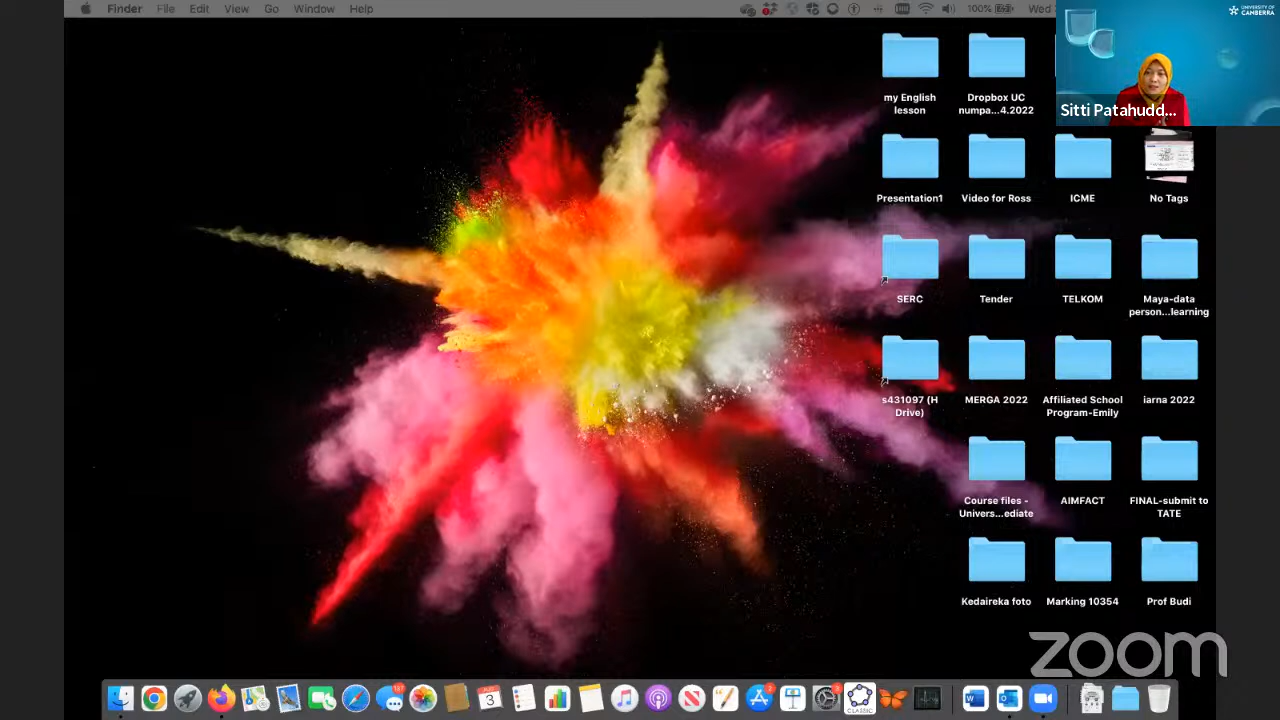 Finder File Edit View Go Window Help
100%
Wed
UNIVERSITY OF
CANBERRA
Sitti Patahudd...
my English
lesson
Dropbox UC
numpa...4.2022
Presentation1
Video for Ross
ICME
No Tags
SERC
Tender
TELKOM
Maya-data
person...learning
s431097 (H
Drive)
MERGA 2022
Affiliated School
Program-Emily
iarna 2022
Course files -
Univers...ediate
AIMFACT
FINAL-submit to
TATE
Kedaireka foto
Marking 10354
Prof Budi
zoom
AUG
3
CLASSIC